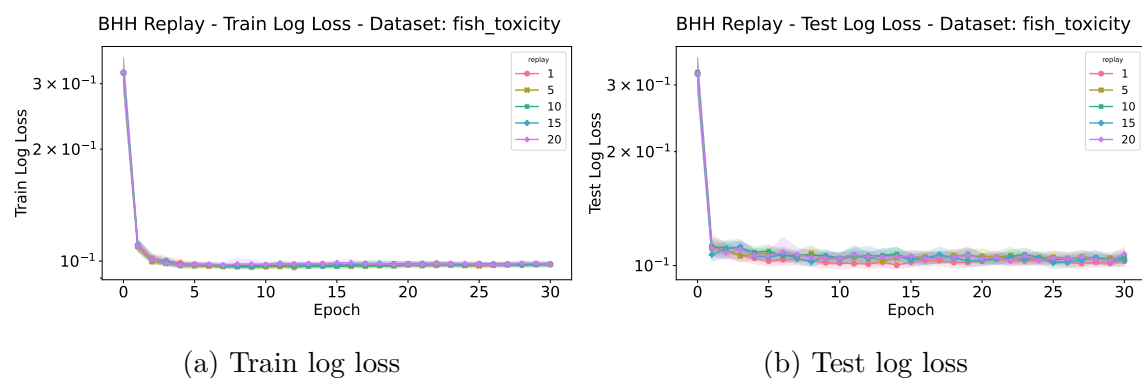 BHH Replay - Train Log Loss - Dataset: fish_toxicity
Train Log Loss
3 × 10⁻¹
2 × 10⁻¹
10⁻¹
0 5 10 15 20 25 30
Epoch
replay
1
5
10
15
20
(a) Train log loss
BHH Replay - Test Log Loss - Dataset: fish_toxicity
Test Log Loss
3 × 10⁻¹
2 × 10⁻¹
10⁻¹
0 5 10 15 20 25 30
Epoch
replay
1
5
10
15
20
(b) Test log loss